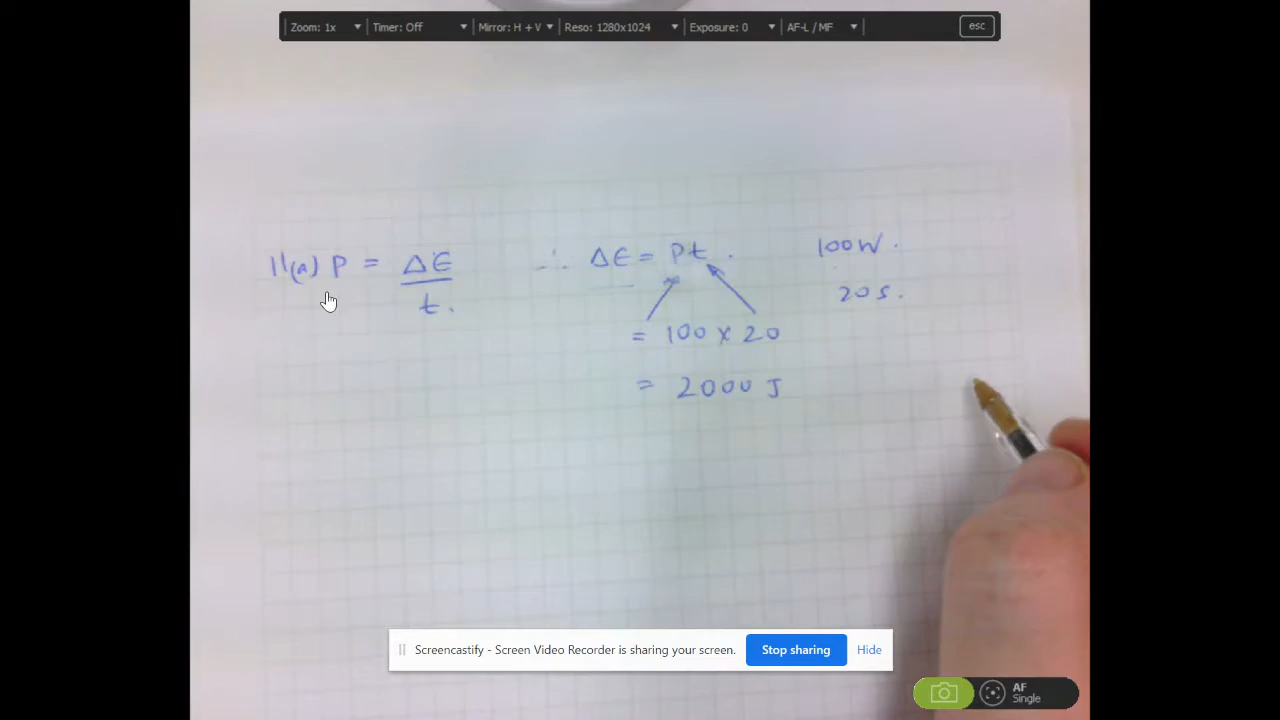 Zoom: 1x Timer: Off Mirror: H + V Reso: 1280x1024 Exposure: 0 AF-L / MF esc
11(a) P = ΔE / t. ∴ ΔE = Pt. 100W.
20s.
= 100 x 20
= 2000 J
Screencastify - Screen Video Recorder is sharing your screen. Stop sharing Hide
AF
Single